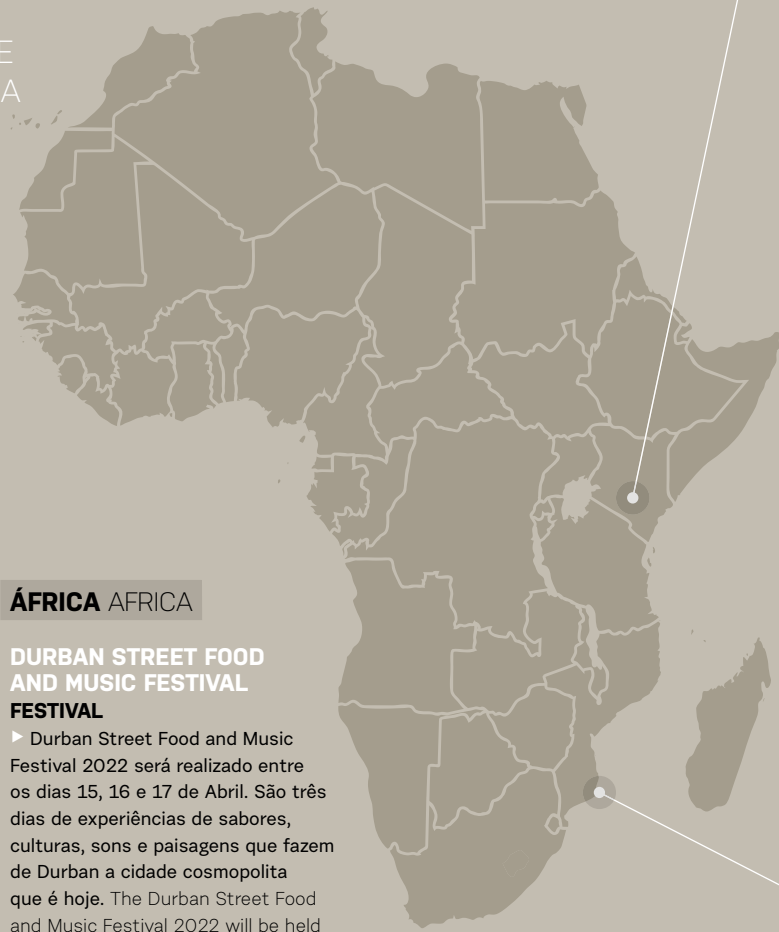 E
A
ÁFRICA AFRICA
DURBAN STREET FOOD
AND MUSIC FESTIVAL
FESTIVAL
Durban Street Food and Music
Festival 2022 será realizado entre
os dias 15, 16 e 17 de Abril. São três
dias de experiências de sabores,
culturas, sons e paisagens que fazem
de Durban a cidade cosmopolita
que é hoje. The Durban Street Food
and Music Festival 2022 will be held